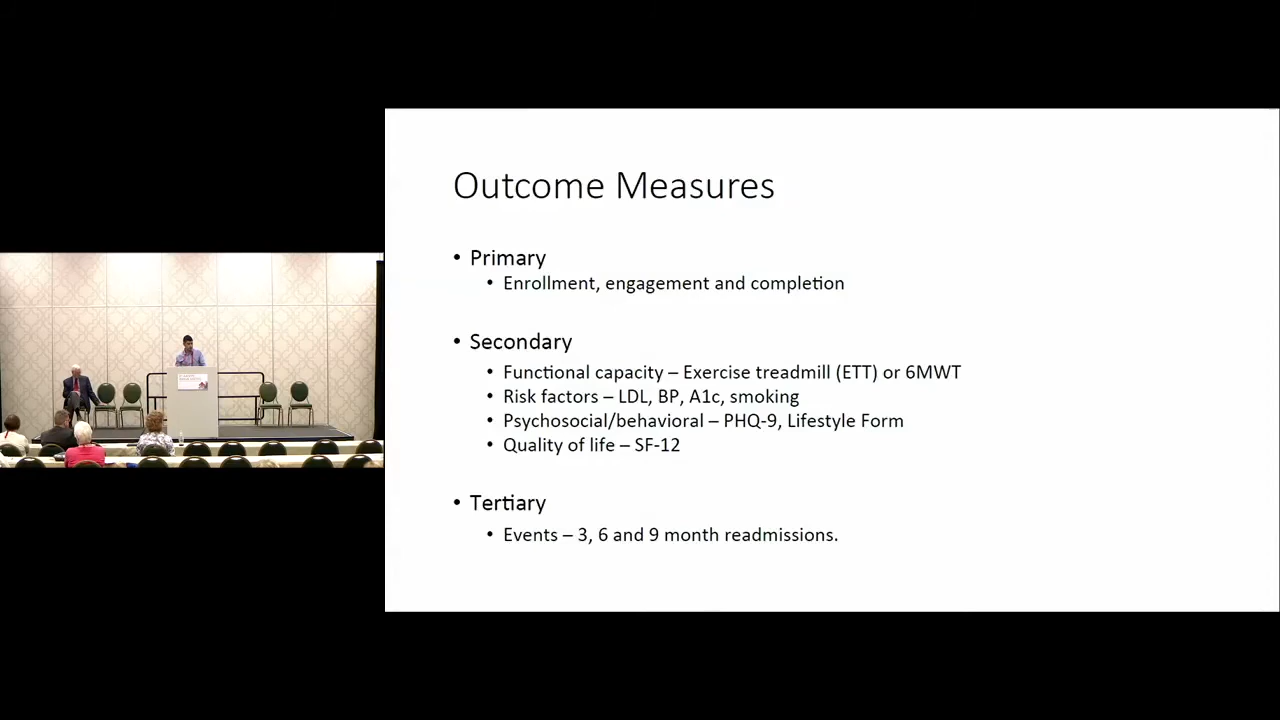 Outcome Measures
• Primary
• Enrollment, engagement and completion
• Secondary
• Functional capacity – Exercise treadmill (ETT) or 6MWT
• Risk factors – LDL, BP, A1c, smoking
• Psychosocial/behavioral – PHQ-9, Lifestyle Form
• Quality of life – SF-12
• Tertiary
• Events – 3, 6 and 9 month readmissions.